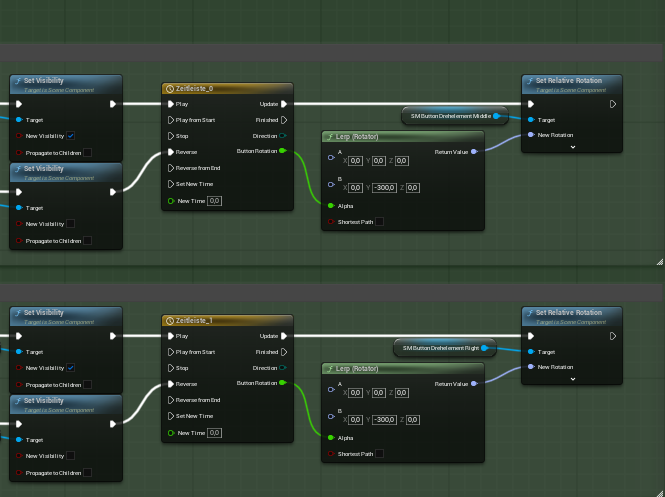 Set Visibility
Target is Scene Component
Target
New Visibility
Propagate to Children
Set Visibility
Target is Scene Component
Target
New Visibility
Propagate to Children
Zeitleiste_0
Play
Update
Play from Start
Finished
Stop
Direction
Reverse
Button Rotation
Reverse from End
Set New Time
New Time 0,0
SM Button Drehelement Middle
Lerp (Rotator)
A
Return Value
X 0,0 Y 0,0 Z 0,0
B
X 0,0 Y -300,0 Z 0,0
Alpha
Shortest Path
Set Relative Rotation
Target is Scene Component
Target
New Rotation
Set Visibility
Target is Scene Component
Target
New Visibility
Propagate to Children
Set Visibility
Target is Scene Component
Target
New Visibility
Propagate to Children
Zeitleiste_1
Play
Update
Play from Start
Finished
Stop
Direction
Reverse
Button Rotation
Reverse from End
Set New Time
New Time 0,0
SM Button Drehelement Right
Lerp (Rotator)
A
Return Value
X 0,0 Y 0,0 Z 0,0
B
X 0,0 Y -300,0 Z 0,0
Alpha
Shortest Path
Set Relative Rotation
Target is Scene Component
Target
New Rotation